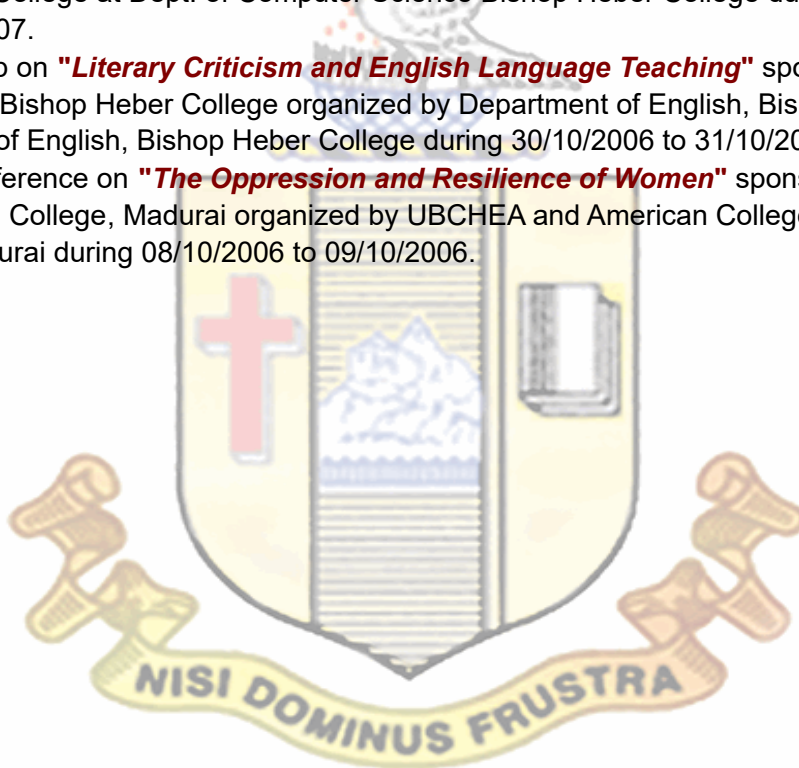 College at Dept. of Computer Science Bishop Heber College du
07.
o on "Literary Criticism and English Language Teaching" spo
Bishop Heber College organized by Department of English, Bis
of English, Bishop Heber College during 30/10/2006 to 31/10/20
ference on "The Oppression and Resilience of Women" spons
College, Madurai organized by UBCHEA and American College
urai during 08/10/2006 to 09/10/2006.
NISI DOMINUS FRUSTRA